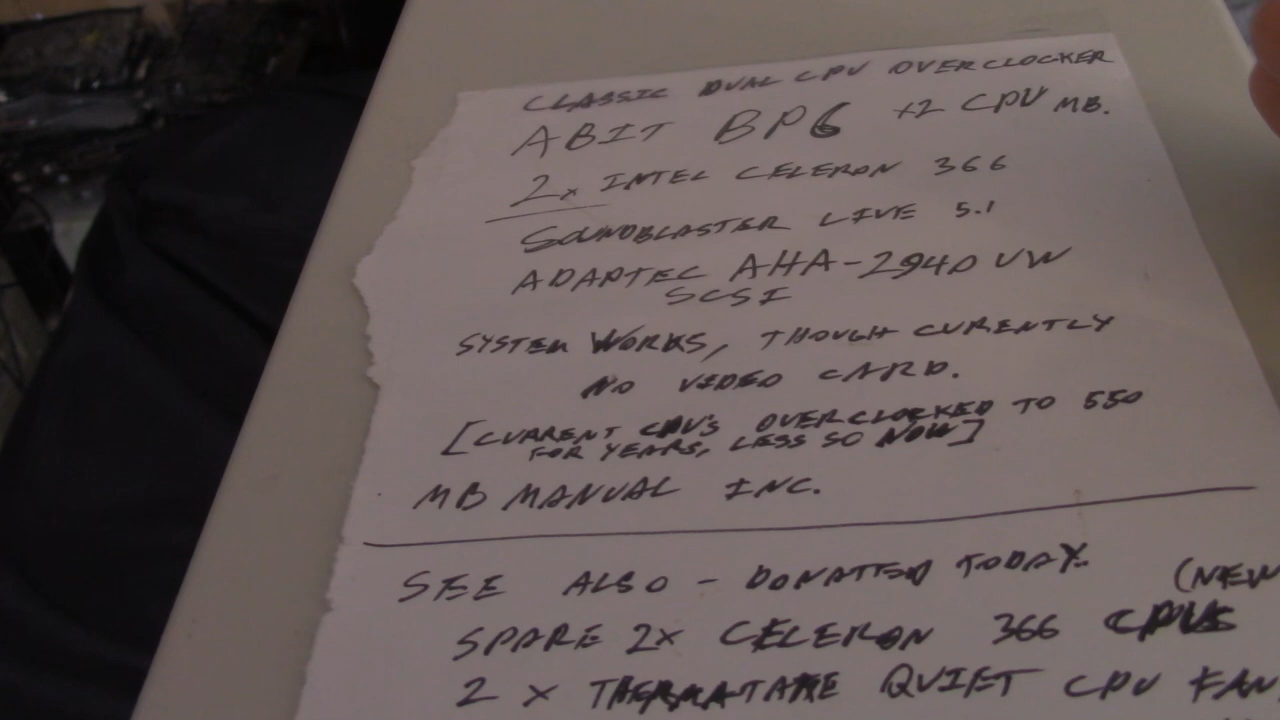 CLASSIC DUAL CPU OVERCLOCKER
ABIT BP6 +2 CPU MB.
2x INTEL CELERON 366
SOUNDBLASTER LIVE 5.1
ADAPTEC AHA-2940 UW
SCSI
SYSTEM WORKS, THOUGH CURENTLY
NO VIDEO CARD.
[CURRENT CPU'S OVERCLOCKED TO 550
FOR YEARS, LESS SO NOW]
MB MANUAL INC.
SEE ALSO - DONATED TODAY.
(NEW
SPARE 2x CELERON 366 CPUS
2 x THERMATAKE QUIET CPU FAN